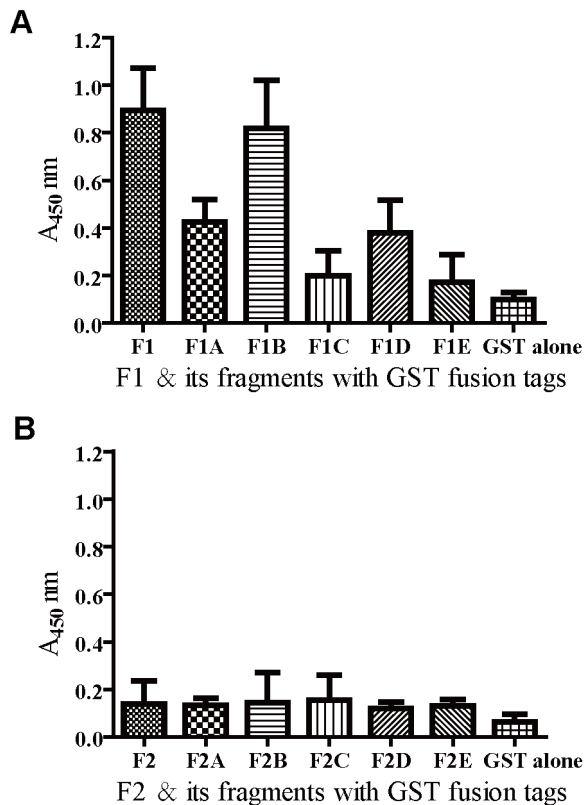 A
1.2
1.0
0.8
0.6
0.4
0.2
0.0
A450 nm
F1 F1A F1B F1C F1D F1E GST alone
F1 & its fragments with GST fusion tags
B
1.2
1.0
0.8
0.6
0.4
0.2
0.0
A450 nm
F2 F2A F2B F2C F2D F2E GST alone
F2 & its fragments with GST fusion tags